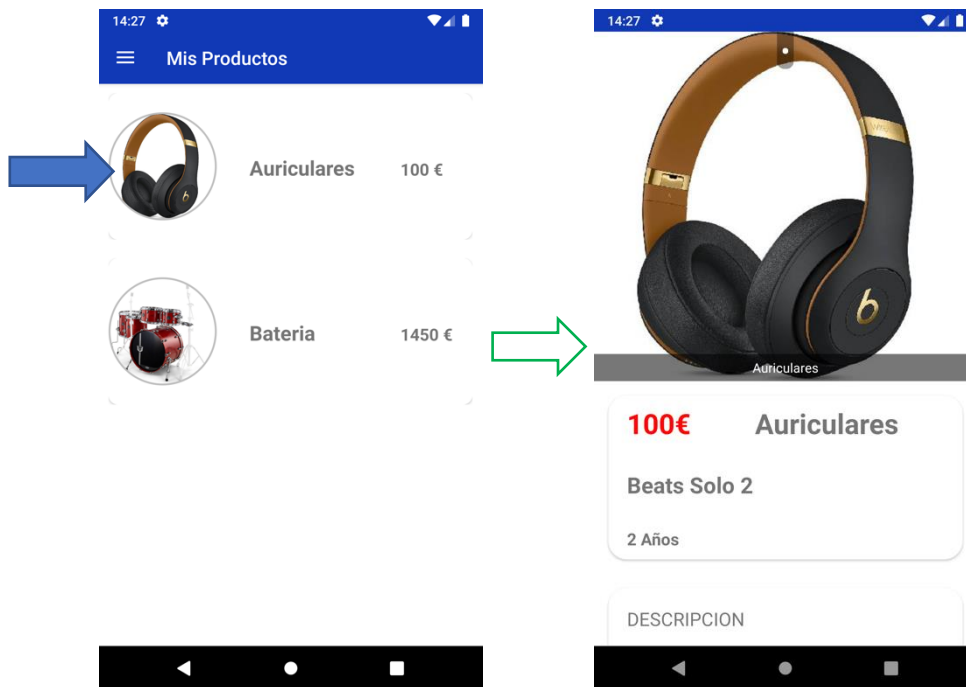 14:27
Mis Productos
Auriculares 100 €
Bateria 1450 €
14:27
Auriculares
100€ Auriculares
Beats Solo 2
2 Años
DESCRIPCION